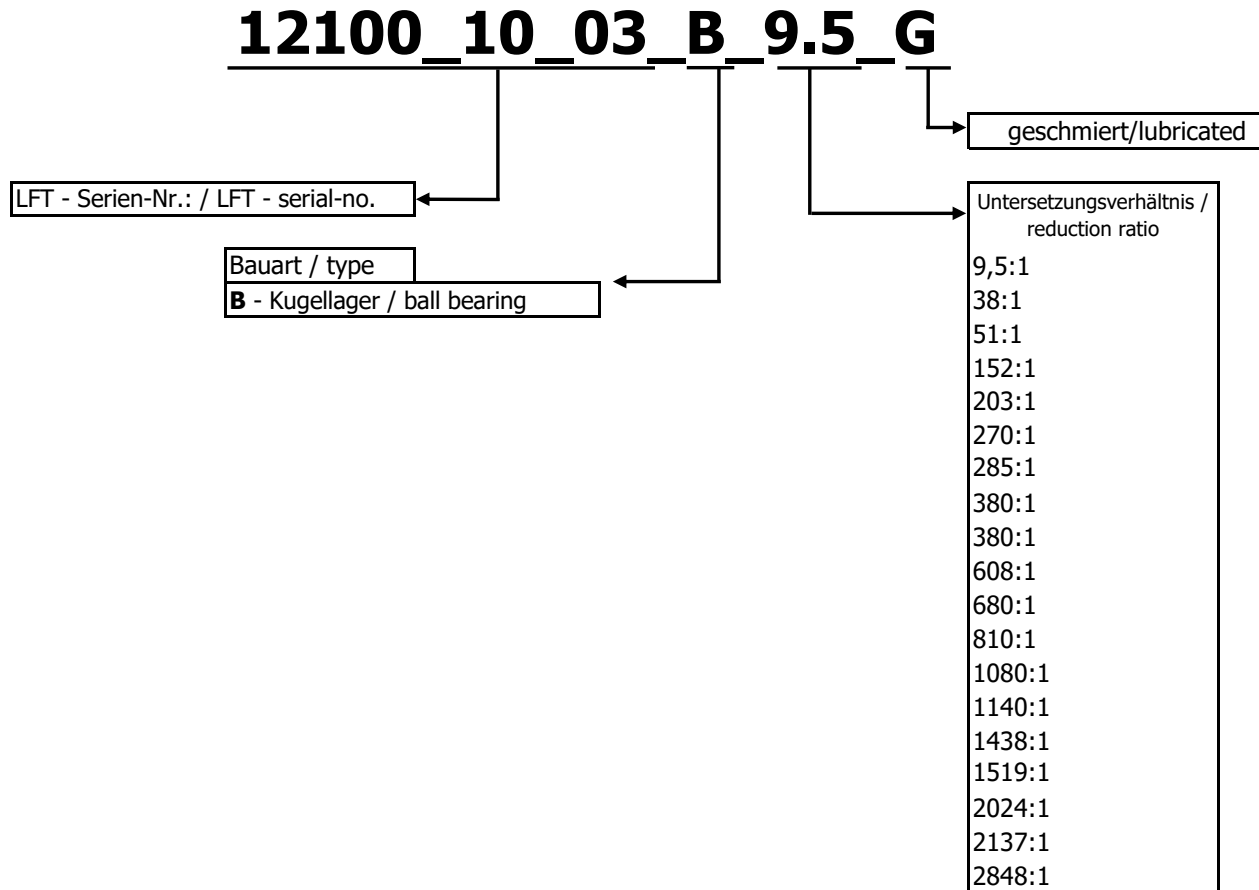 12100_10_03_B_9.5_G
geschmiert/lubricated
LFT - Serien-Nr.: / LFT - serial-no.
Bauart / type
B - Kugellager / ball bearing
Untersetzungsverhältnis /
reduction ratio
9,5:1
38:1
51:1
152:1
203:1
270:1
285:1
380:1
380:1
608:1
680:1
810:1
1080:1
1140:1
1438:1
1519:1
2024:1
2137:1
2848:1